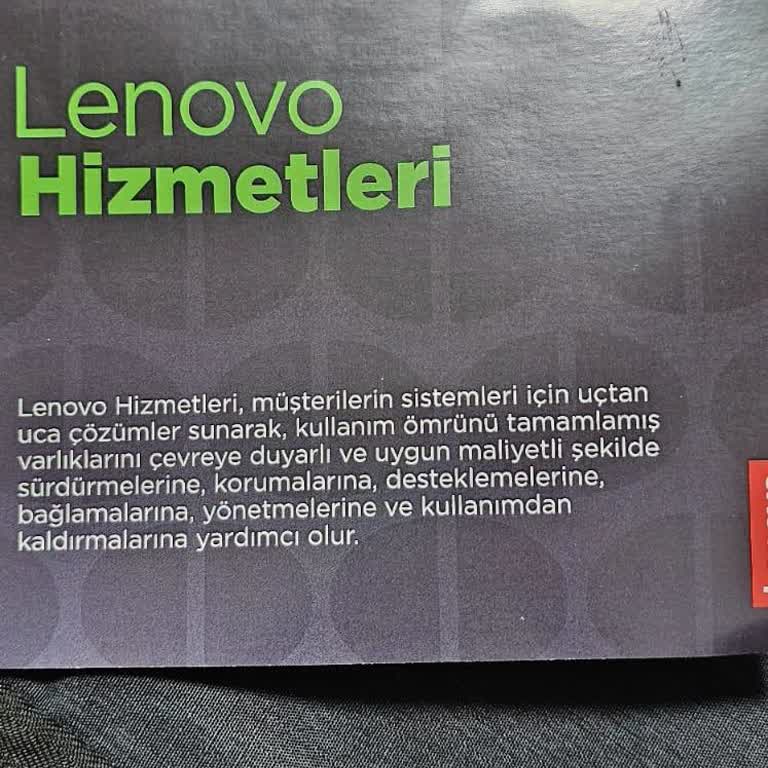 Lenovo
Hizmetleri
Lenovo Hizmetleri, müşterilerin sistemleri için uçtan
uca çözümler sunarak, kullanım ömrünü tamamlamış
varlıklarını çevreye duyarlı ve uygun maliyetli şekilde
sürdürmelerine, korumalarına, desteklemelerine,
bağlamalarına, yönetmelerine ve kullanımdan
kaldırmalarına yardımcı olur.